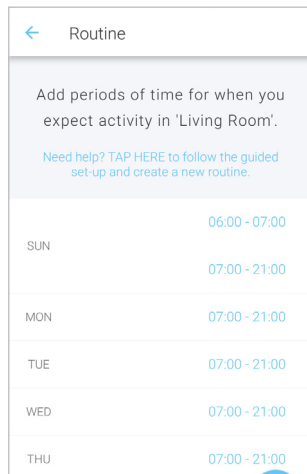 Routine
Add periods of time for when you
expect activity in 'Living Room'.
Need help? TAP HERE to follow the guided
set-up and create a new routine.
06:00 - 07:00
SUN
07:00 - 21:00
MON 07:00 - 21:00
TUE 07:00 - 21:00
WED 07:00 - 21:00
THU 07:00 - 21:00